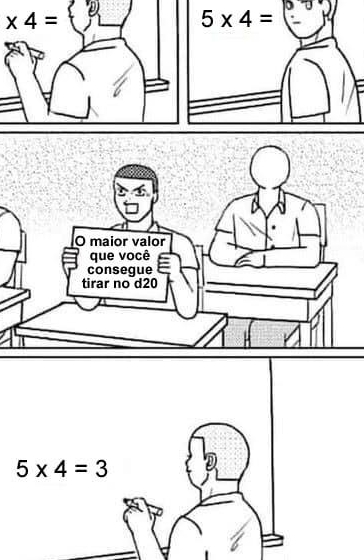 x 4 =
5 x 4 =
O maior valor
que você
consegue
tirar no d20
5 x 4 = 3